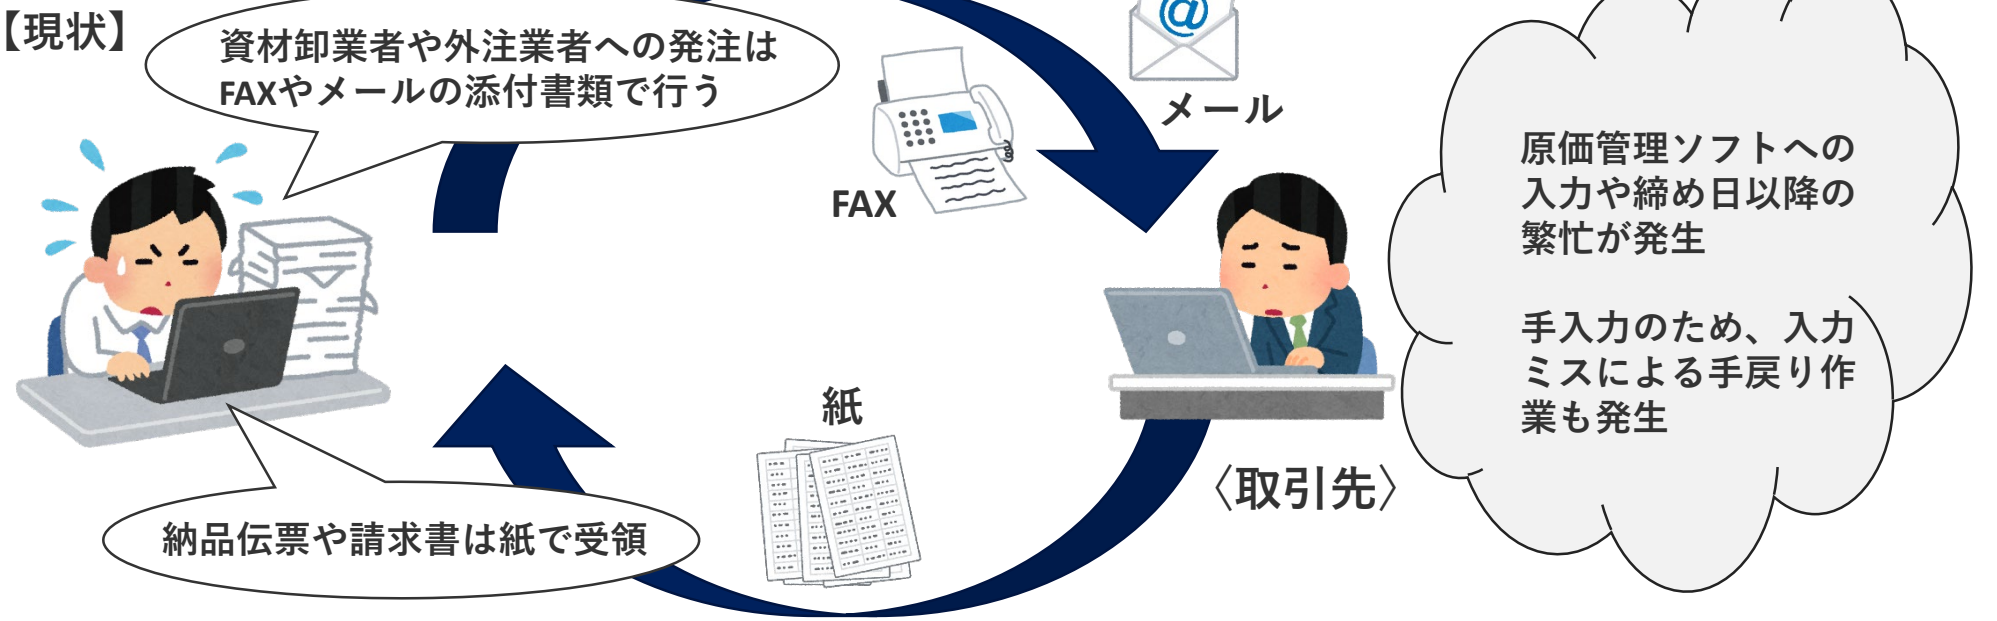 【現状】
資材卸業者や外注業者への発注は
FAXやメールの添付書類で行う
@
メール
FAX
原価管理ソフトへの
入力や締め日以降の
繁忙が発生
手入力のため、入力
ミスによる手戻り作
業も発生
紙
〈取引先〉
納品伝票や請求書は紙で受領